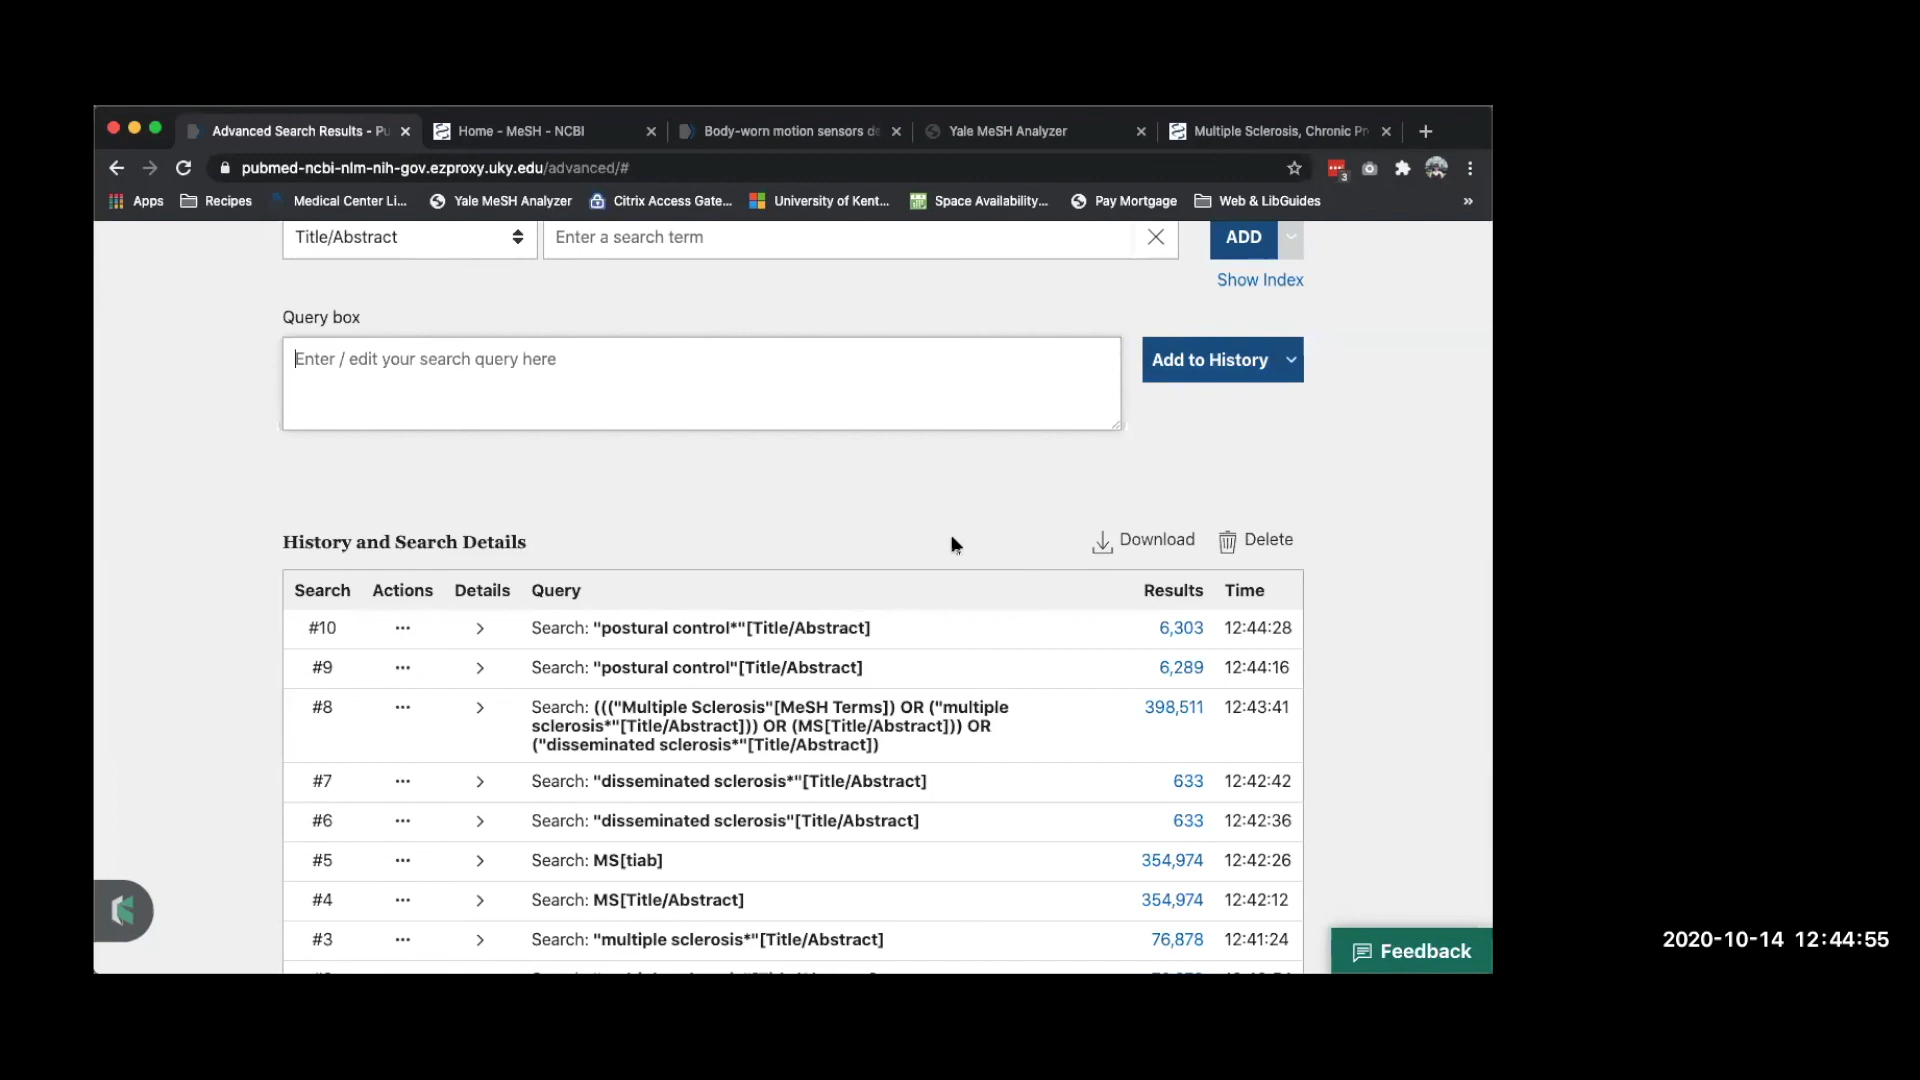 Advanced Search Results - Pu
Home - MeSH - NCBI
Body-worn motion sensors de
Yale MeSH Analyzer
Multiple Sclerosis, Chronic Pr
pubmed-ncbi-nlm-nih-gov.ezproxy.uky.edu/advanced/#
3
Apps
Recipes
Medical Center Li...
Yale MeSH Analyzer
Citrix Access Gate...
University of Kent...
Space Availability...
Pay Mortgage
Web & LibGuides
»
Title/Abstract
Enter a search term
ADD
Show Index
Query box
Enter / edit your search query here
Add to History
History and Search Details
Download
Delete
Search Actions Details Query Results Time
#10 ... > Search: "postural control*"[Title/Abstract] 6,303 12:44:28
#9 ... > Search: "postural control"[Title/Abstract] 6,289 12:44:16
#8 ... > Search: ((("Multiple Sclerosis"[MeSH Terms]) OR ("multiple 398,511 12:43:41
sclerosis*"[Title/Abstract])) OR (MS[Title/Abstract])) OR
("disseminated sclerosis*"[Title/Abstract])
#7 ... > Search: "disseminated sclerosis*"[Title/Abstract] 633 12:42:42
#6 ... > Search: "disseminated sclerosis"[Title/Abstract] 633 12:42:36
#5 ... > Search: MS[tiab] 354,974 12:42:26
#4 ... > Search: MS[Title/Abstract] 354,974 12:42:12
#3 ... > Search: "multiple sclerosis*"[Title/Abstract] 76,878 12:41:24
Feedback
2020-10-14 12:44:55